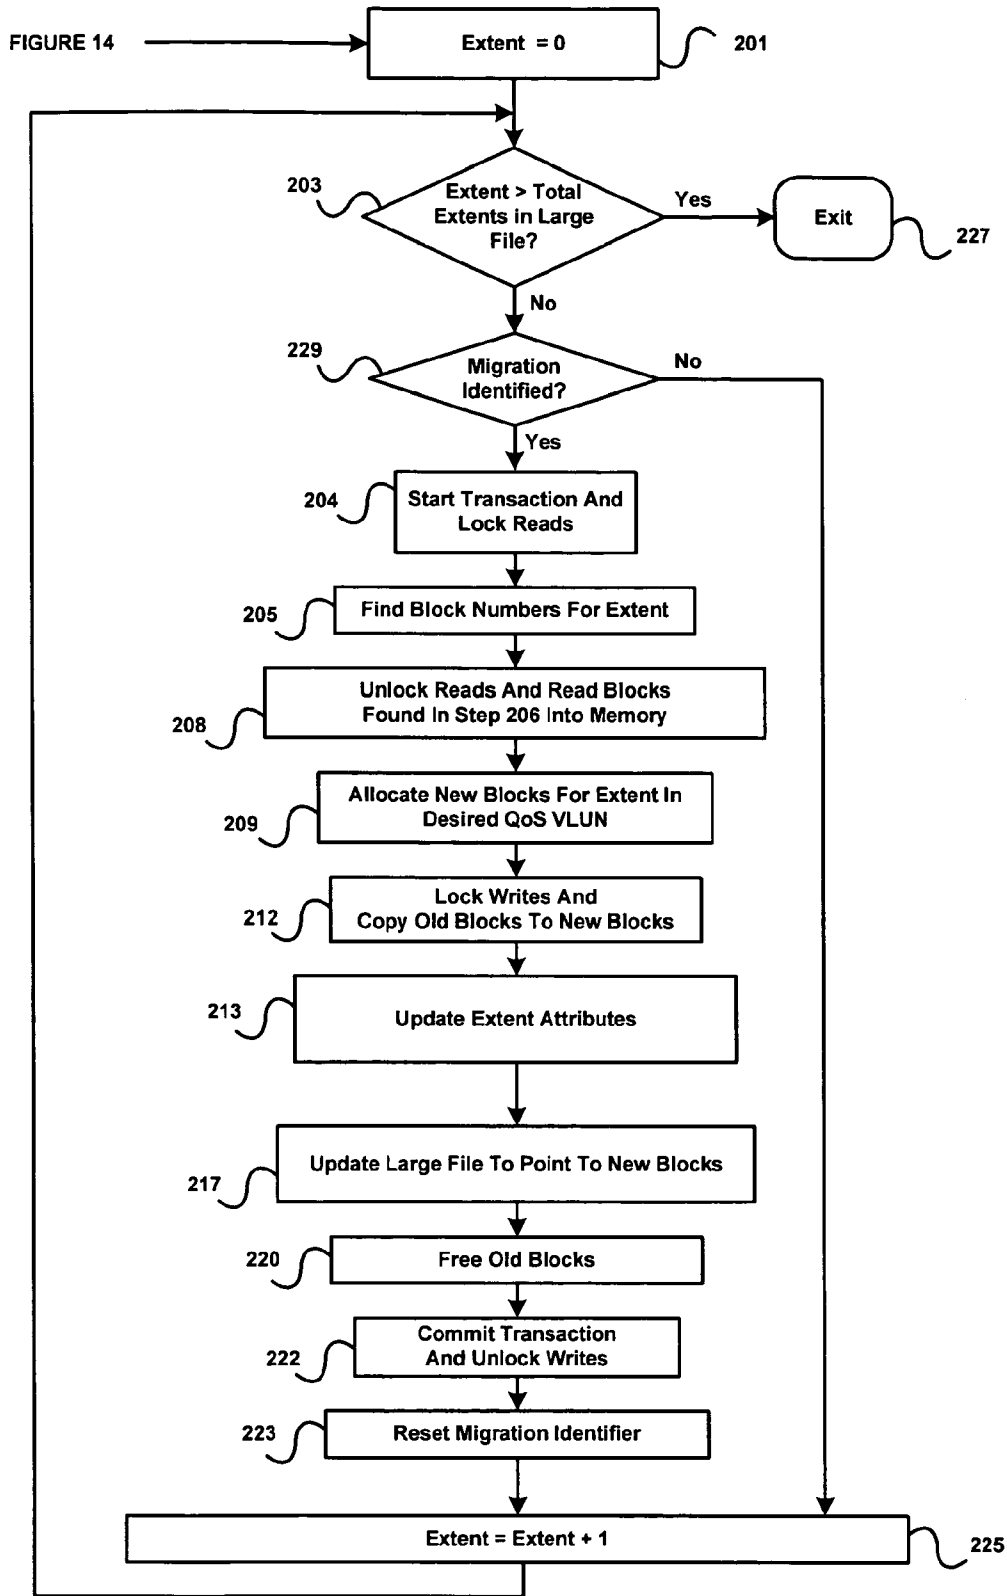 FIGURE 14
Extent = 0
201
203
Extent > Total
Extents in Large
File?
Yes
Exit
227
No
229
Migration
Identified?
No
Yes
204
Start Transaction And
Lock Reads
205
Find Block Numbers For Extent
208
Unlock Reads And Read Blocks
Found In Step 206 Into Memory
209
Allocate New Blocks For Extent In
Desired QoS VLUN
212
Lock Writes And
Copy Old Blocks To New Blocks
213
Update Extent Attributes
217
Update Large File To Point To New Blocks
220
Free Old Blocks
222
Commit Transaction
And Unlock Writes
223
Reset Migration Identifier
Extent = Extent + 1
225